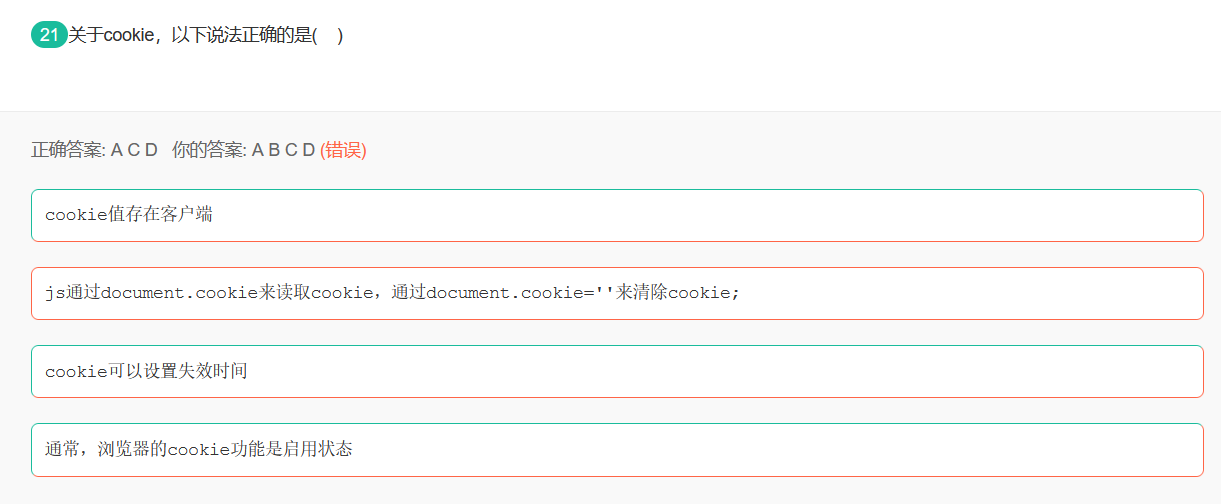 21 关于cookie，以下说法正确的是(    )
正确答案: A C D   你的答案: A B C D (错误)
cookie值存在客户端
js通过document.cookie来读取cookie，通过document.cookie=''来清除cookie;
cookie可以设置失效时间
通常，浏览器的cookie功能是启用状态